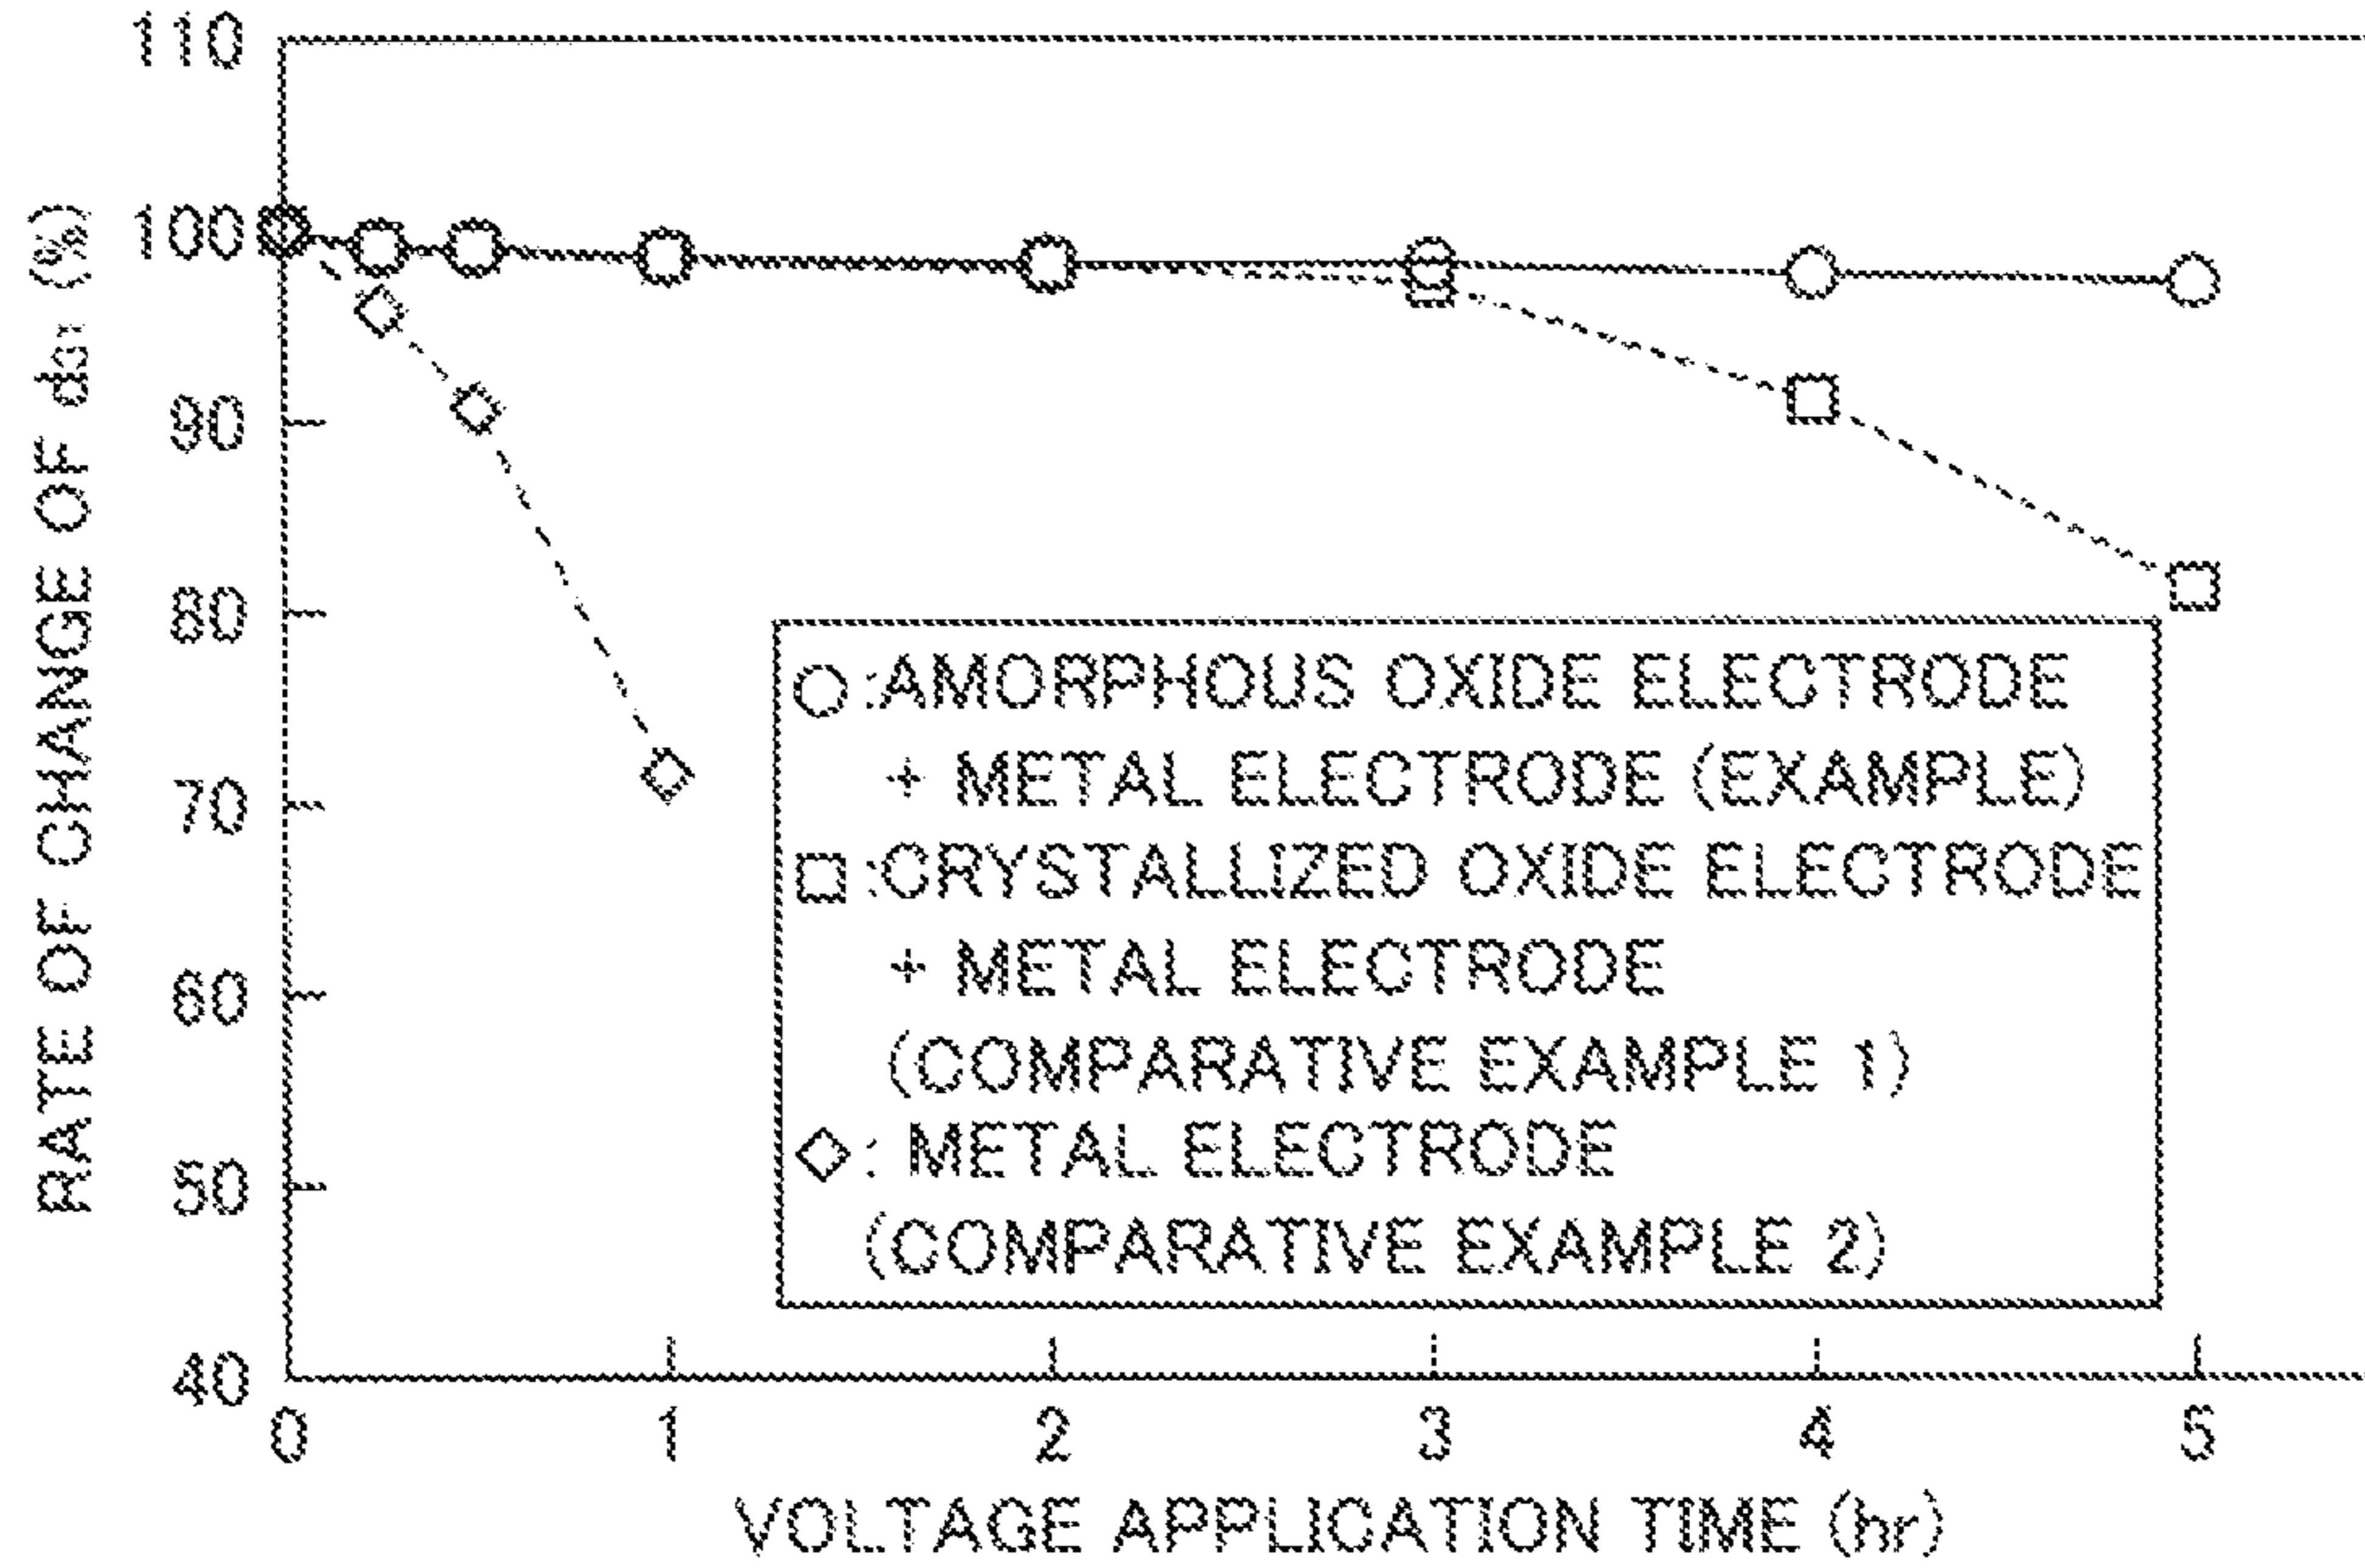 110
100
90
80
70
60
50
40
RATE OF CHANGE OF d₃₁ (%)
○:AMORPHOUS OXIDE ELECTRODE
+ METAL ELECTRODE (EXAMPLE)
□:CRYSTALLIZED OXIDE ELECTRODE
+ METAL ELECTRODE
(COMPARATIVE EXAMPLE 1)
◇: METAL ELECTRODE
(COMPARATIVE EXAMPLE 2)
0 1 2 3 4 5
VOLTAGE APPLICATION TIME (hr)